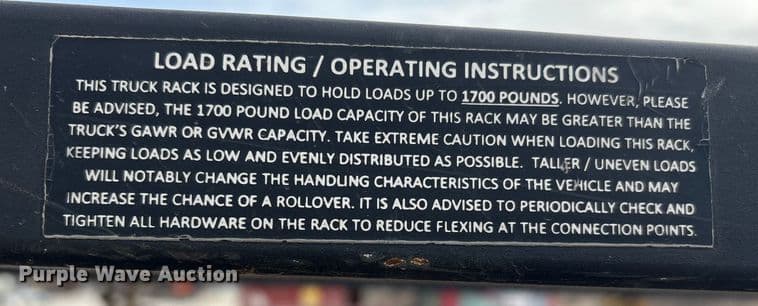 LOAD RATING / OPERATING INSTRUCTIONS
THIS TRUCK RACK IS DESIGNED TO HOLD LOADS UP TO 1700 POUNDS. HOWEVER, PLEASE
BE ADVISED, THE 1700 POUND LOAD CAPACITY OF THIS RACK MAY BE GREATER THAN THE
TRUCK'S GAWR OR GVWR CAPACITY. TAKE EXTREME CAUTION WHEN LOADING THIS RACK,
KEEPING LOADS AS LOW AND EVENLY DISTRIBUTED AS POSSIBLE. TALLER / UNEVEN LOADS
WILL NOTABLY CHANGE THE HANDLING CHARACTERISTICS OF THE VEHICLE AND MAY
INCREASE THE CHANCE OF A ROLLOVER. IT IS ALSO ADVISED TO PERIODICALLY CHECK AND
TIGHTEN ALL HARDWARE ON THE RACK TO REDUCE FLEXING AT THE CONNECTION POINTS.
Purple Wave Auction